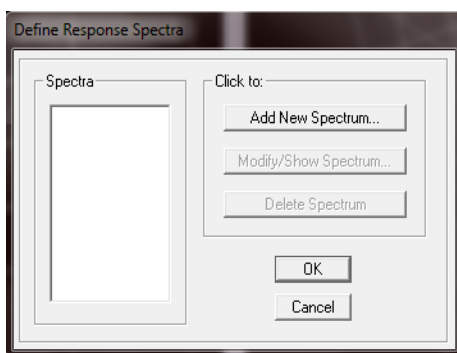 Define Response Spectra
Spectra
Click to:
Add New Spectrum...
Modify/Show Spectrum...
Delete Spectrum
OK
Cancel